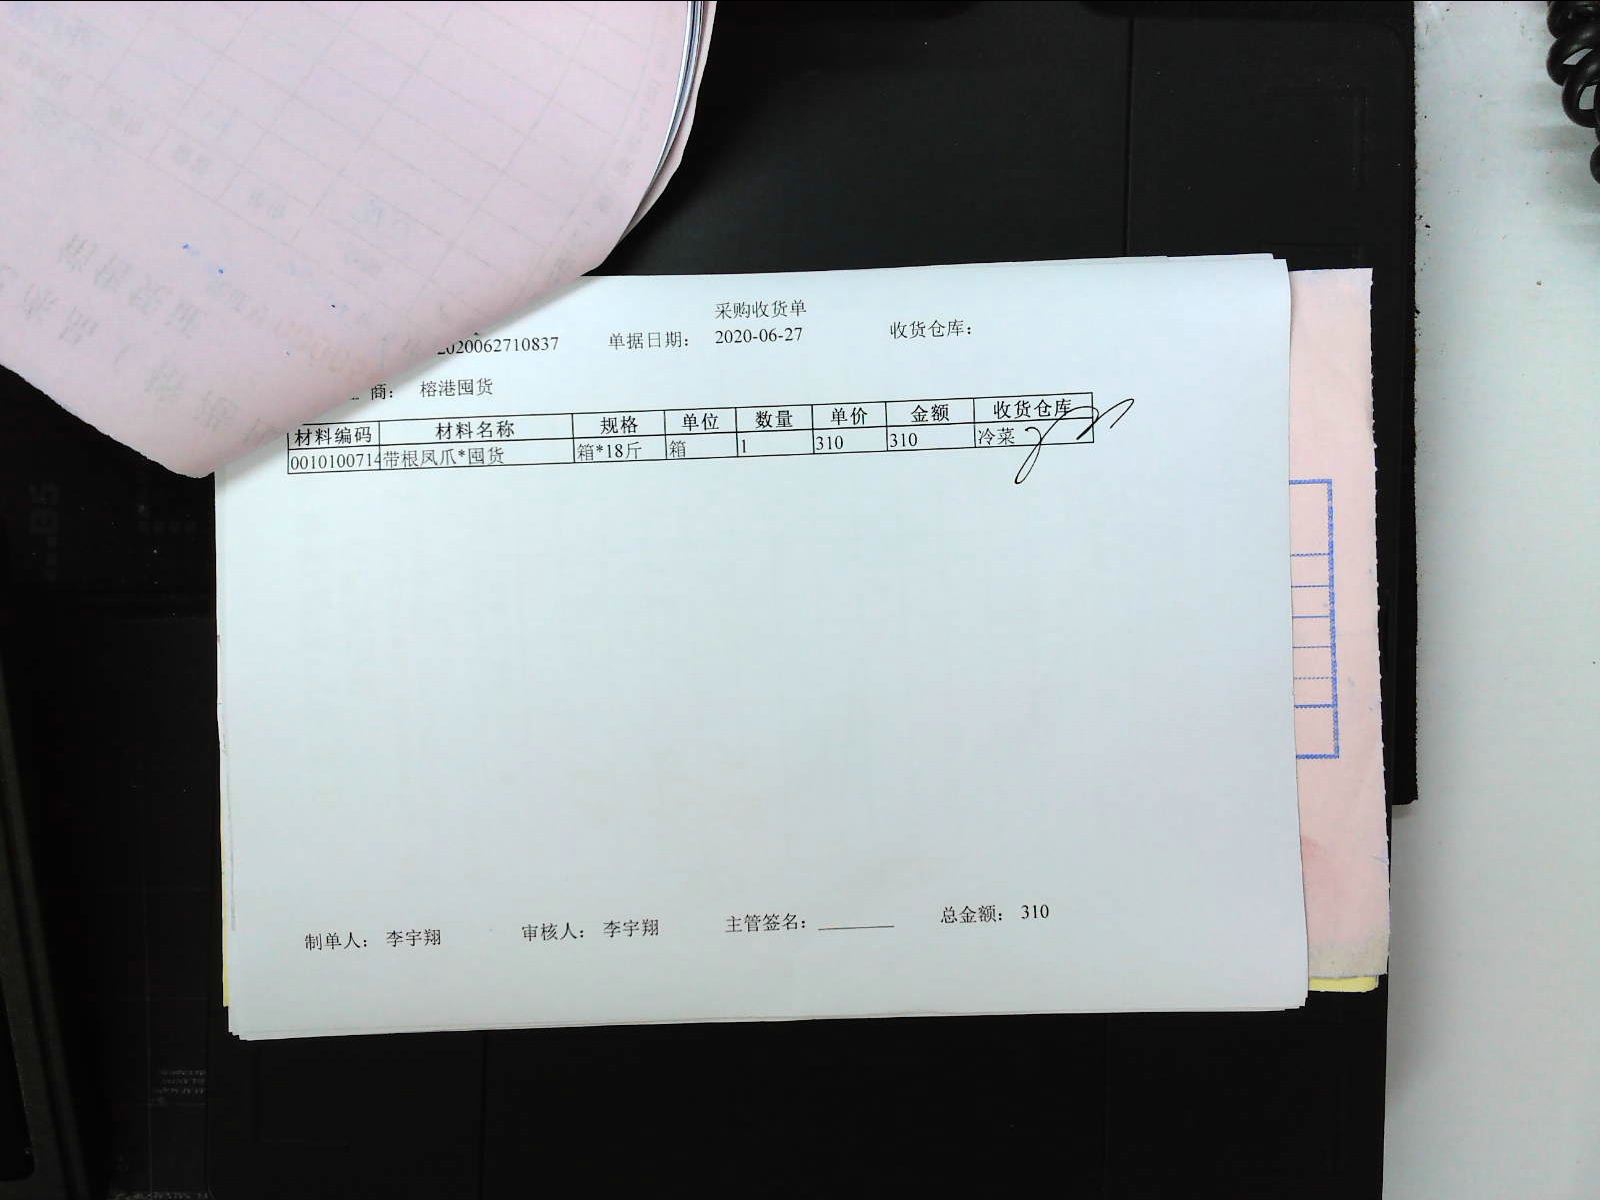 采购收货单
2020062710837 单据日期: 2020-06-27 收货仓库:
商: 榕港囤货
材料编码 材料名称 规格 单位 数量 单价 金额 收货仓库
0010100714 带根凤爪*囤货 箱*18斤 箱 1 310 310 冷菜
制单人: 李宇翔 审核人: 李宇翔 主管签名: 总金额: 310